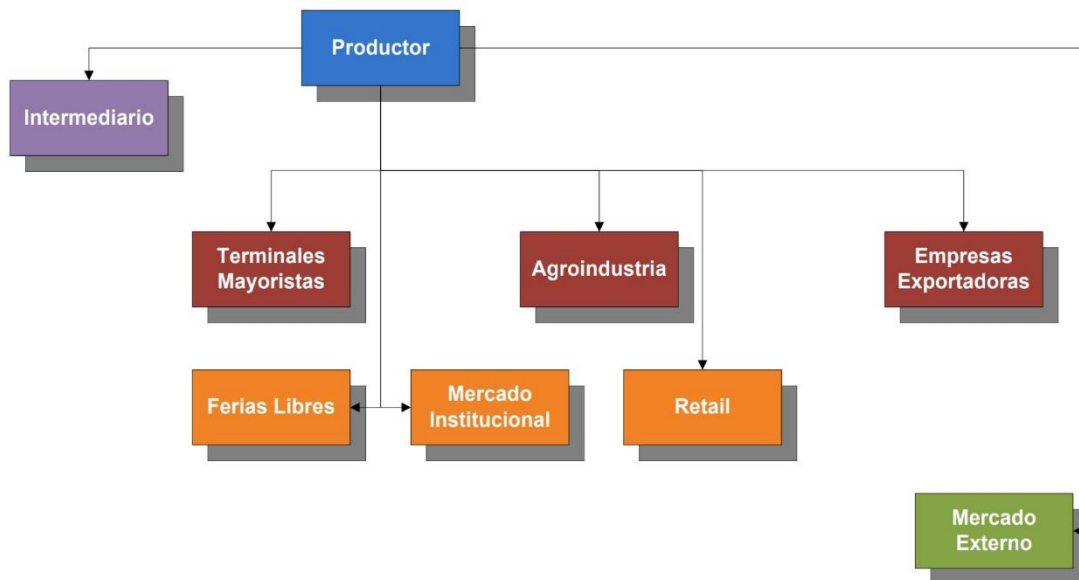 Productor
Intermediario
Terminales
Mayoristas
Agroindustria
Empresas
Exportadoras
Ferias Libres
Mercado
Institucional
Retail
Mercado
Externo